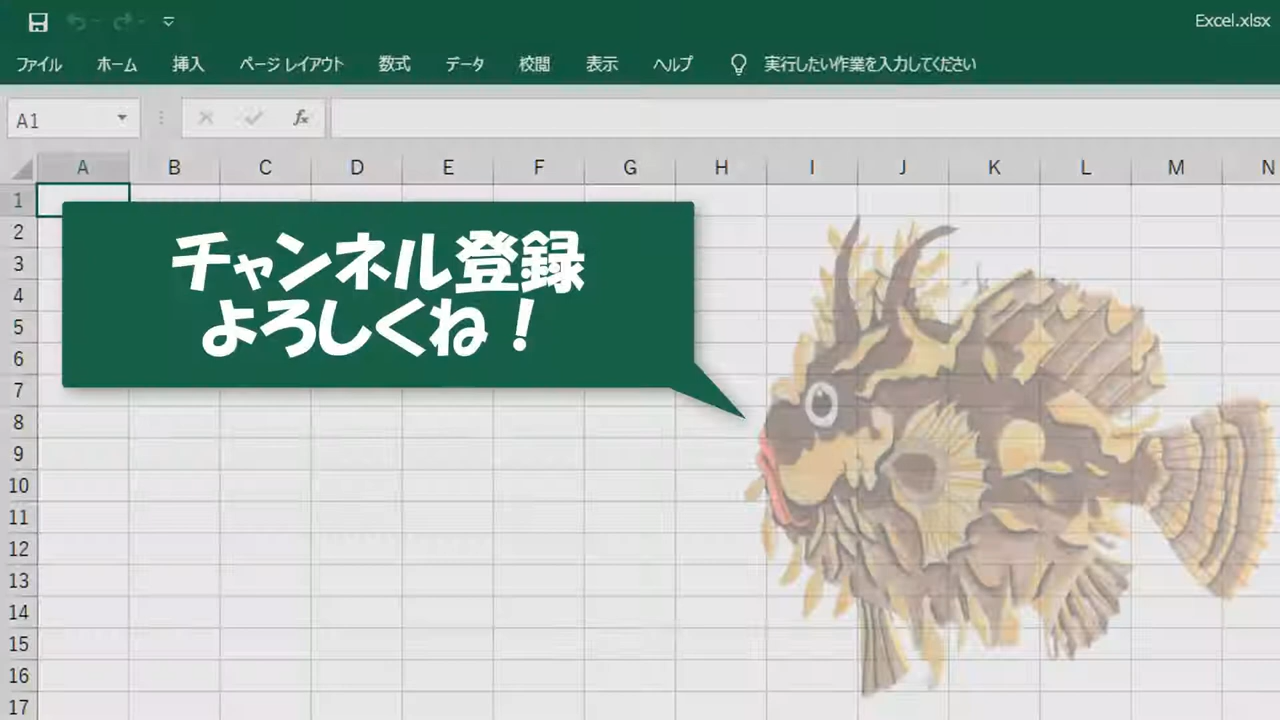 Excel.xlsx
ファイル ホーム 挿入 ページ レイアウト 数式 データ 校閲 表示 ヘルプ 実行したい作業を入力してください
A1 fx
A B C D E F G H I J K L M N
1
2
3
4
5
6
7
8
9
10
11
12
13
14
15
16
17
チャンネル登録
よろしくね！